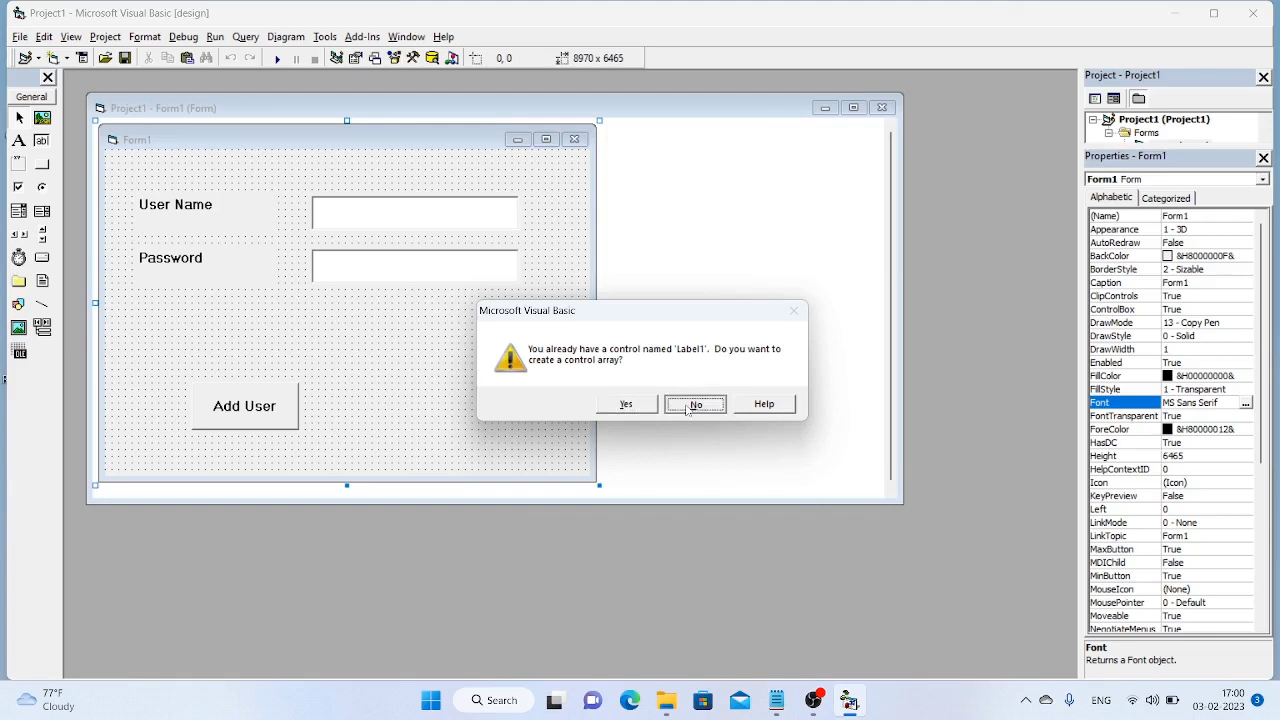 Project1 - Microsoft Visual Basic [design]
File Edit View Project Format Debug Run Query Diagram Tools Add-Ins Window Help
0, 0 8970 x 6465
General
Project1 - Form1 (Form)
Form1
User Name
Password
Add User
Microsoft Visual Basic
You already have a control named 'Label1'. Do you want to
create a control array?
Yes No Help
Project - Project1
Project1 (Project1)
Forms
Properties - Form1
Form1 Form
Alphabetic Categorized
(Name) Form1
Appearance 1 - 3D
AutoRedraw False
BackColor &H8000000F&
BorderStyle 2 - Sizable
Caption Form1
ClipControls True
ControlBox True
DrawMode 13 - Copy Pen
DrawStyle 0 - Solid
DrawWidth 1
Enabled True
FillColor &H00000000&
FillStyle 1 - Transparent
Font MS Sans Serif ...
FontTransparent True
ForeColor &H80000012&
HasDC True
Height 6465
HelpContextID 0
Icon (Icon)
KeyPreview False
Left 0
LinkMode 0 - None
LinkTopic Form1
MaxButton True
MDIChild False
MinButton True
MouseIcon (None)
MousePointer 0 - Default
Moveable True
NegotiateMenus True
Font
Returns a Font object.
77°F
Cloudy
Search
ENG
17:00
03-02-2023
3